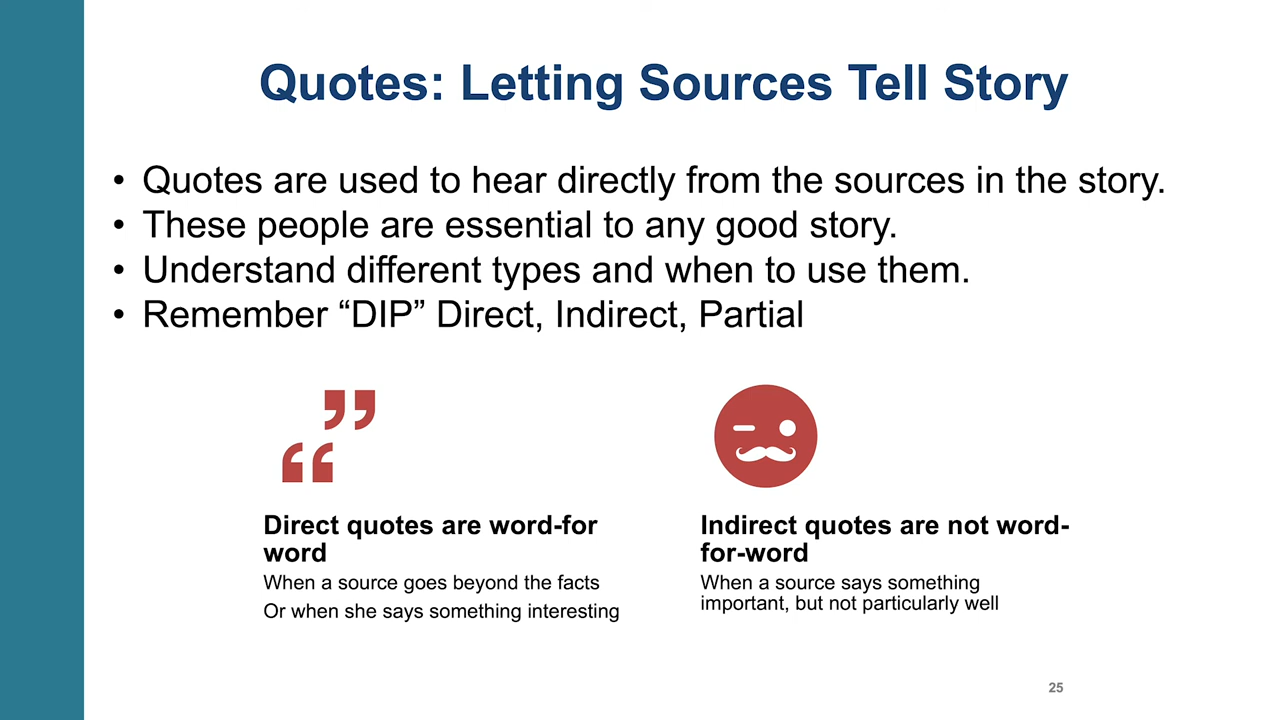 Quotes: Letting Sources Tell Story
• Quotes are used to hear directly from the sources in the story.
• These people are essential to any good story.
• Understand different types and when to use them.
• Remember “DIP” Direct, Indirect, Partial
Direct quotes are word-for
word
When a source goes beyond the facts
Or when she says something interesting
Indirect quotes are not word-
for-word
When a source says something
important, but not particularly well
25